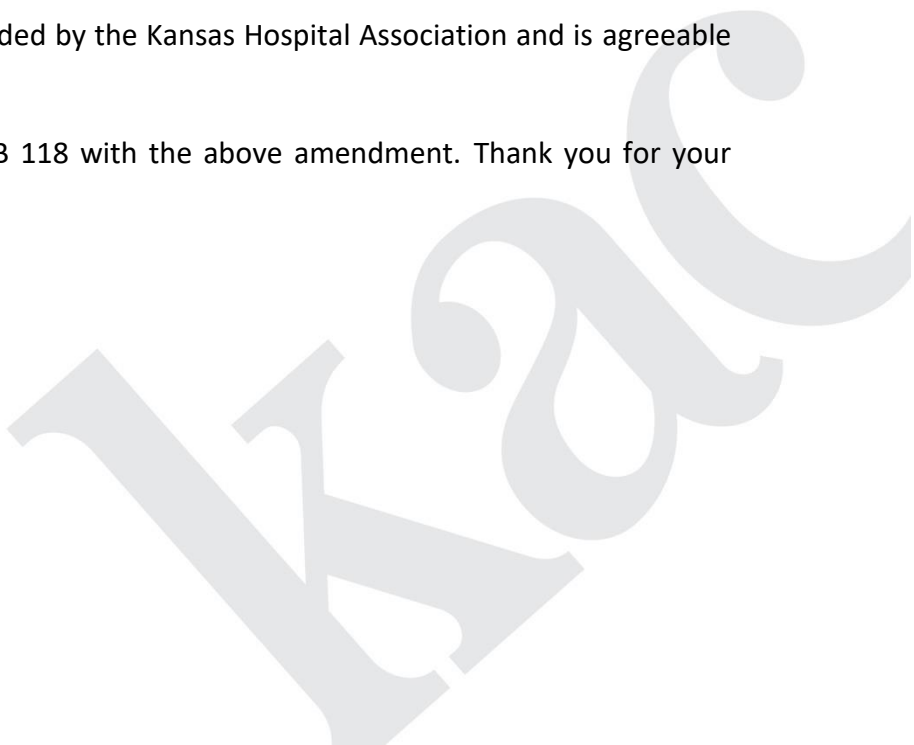 ded by the Kansas Hospital Association and is agreeable
B 118 with the above amendment. Thank you for your
kac